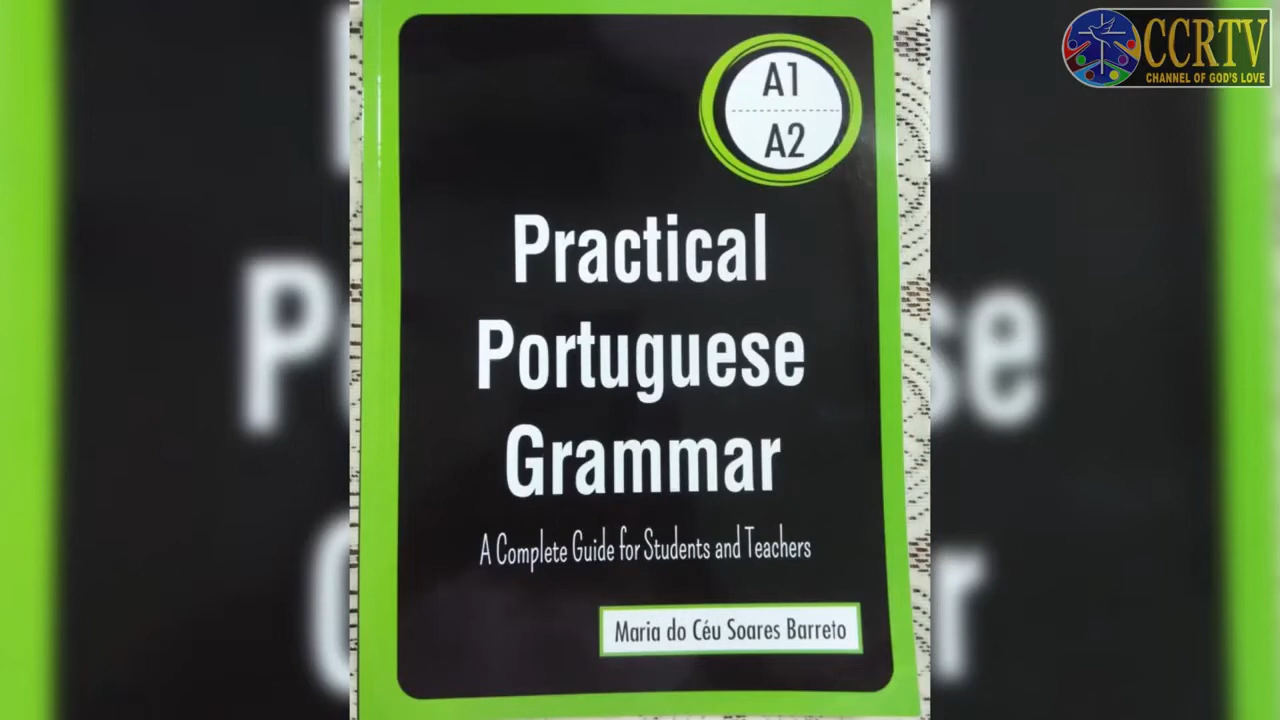 CCRTV
CHANNEL OF GOD'S LOVE
A1
A2
Practical
Portuguese
Grammar
A Complete Guide for Students and Teachers
Maria do Céu Soares Barreto